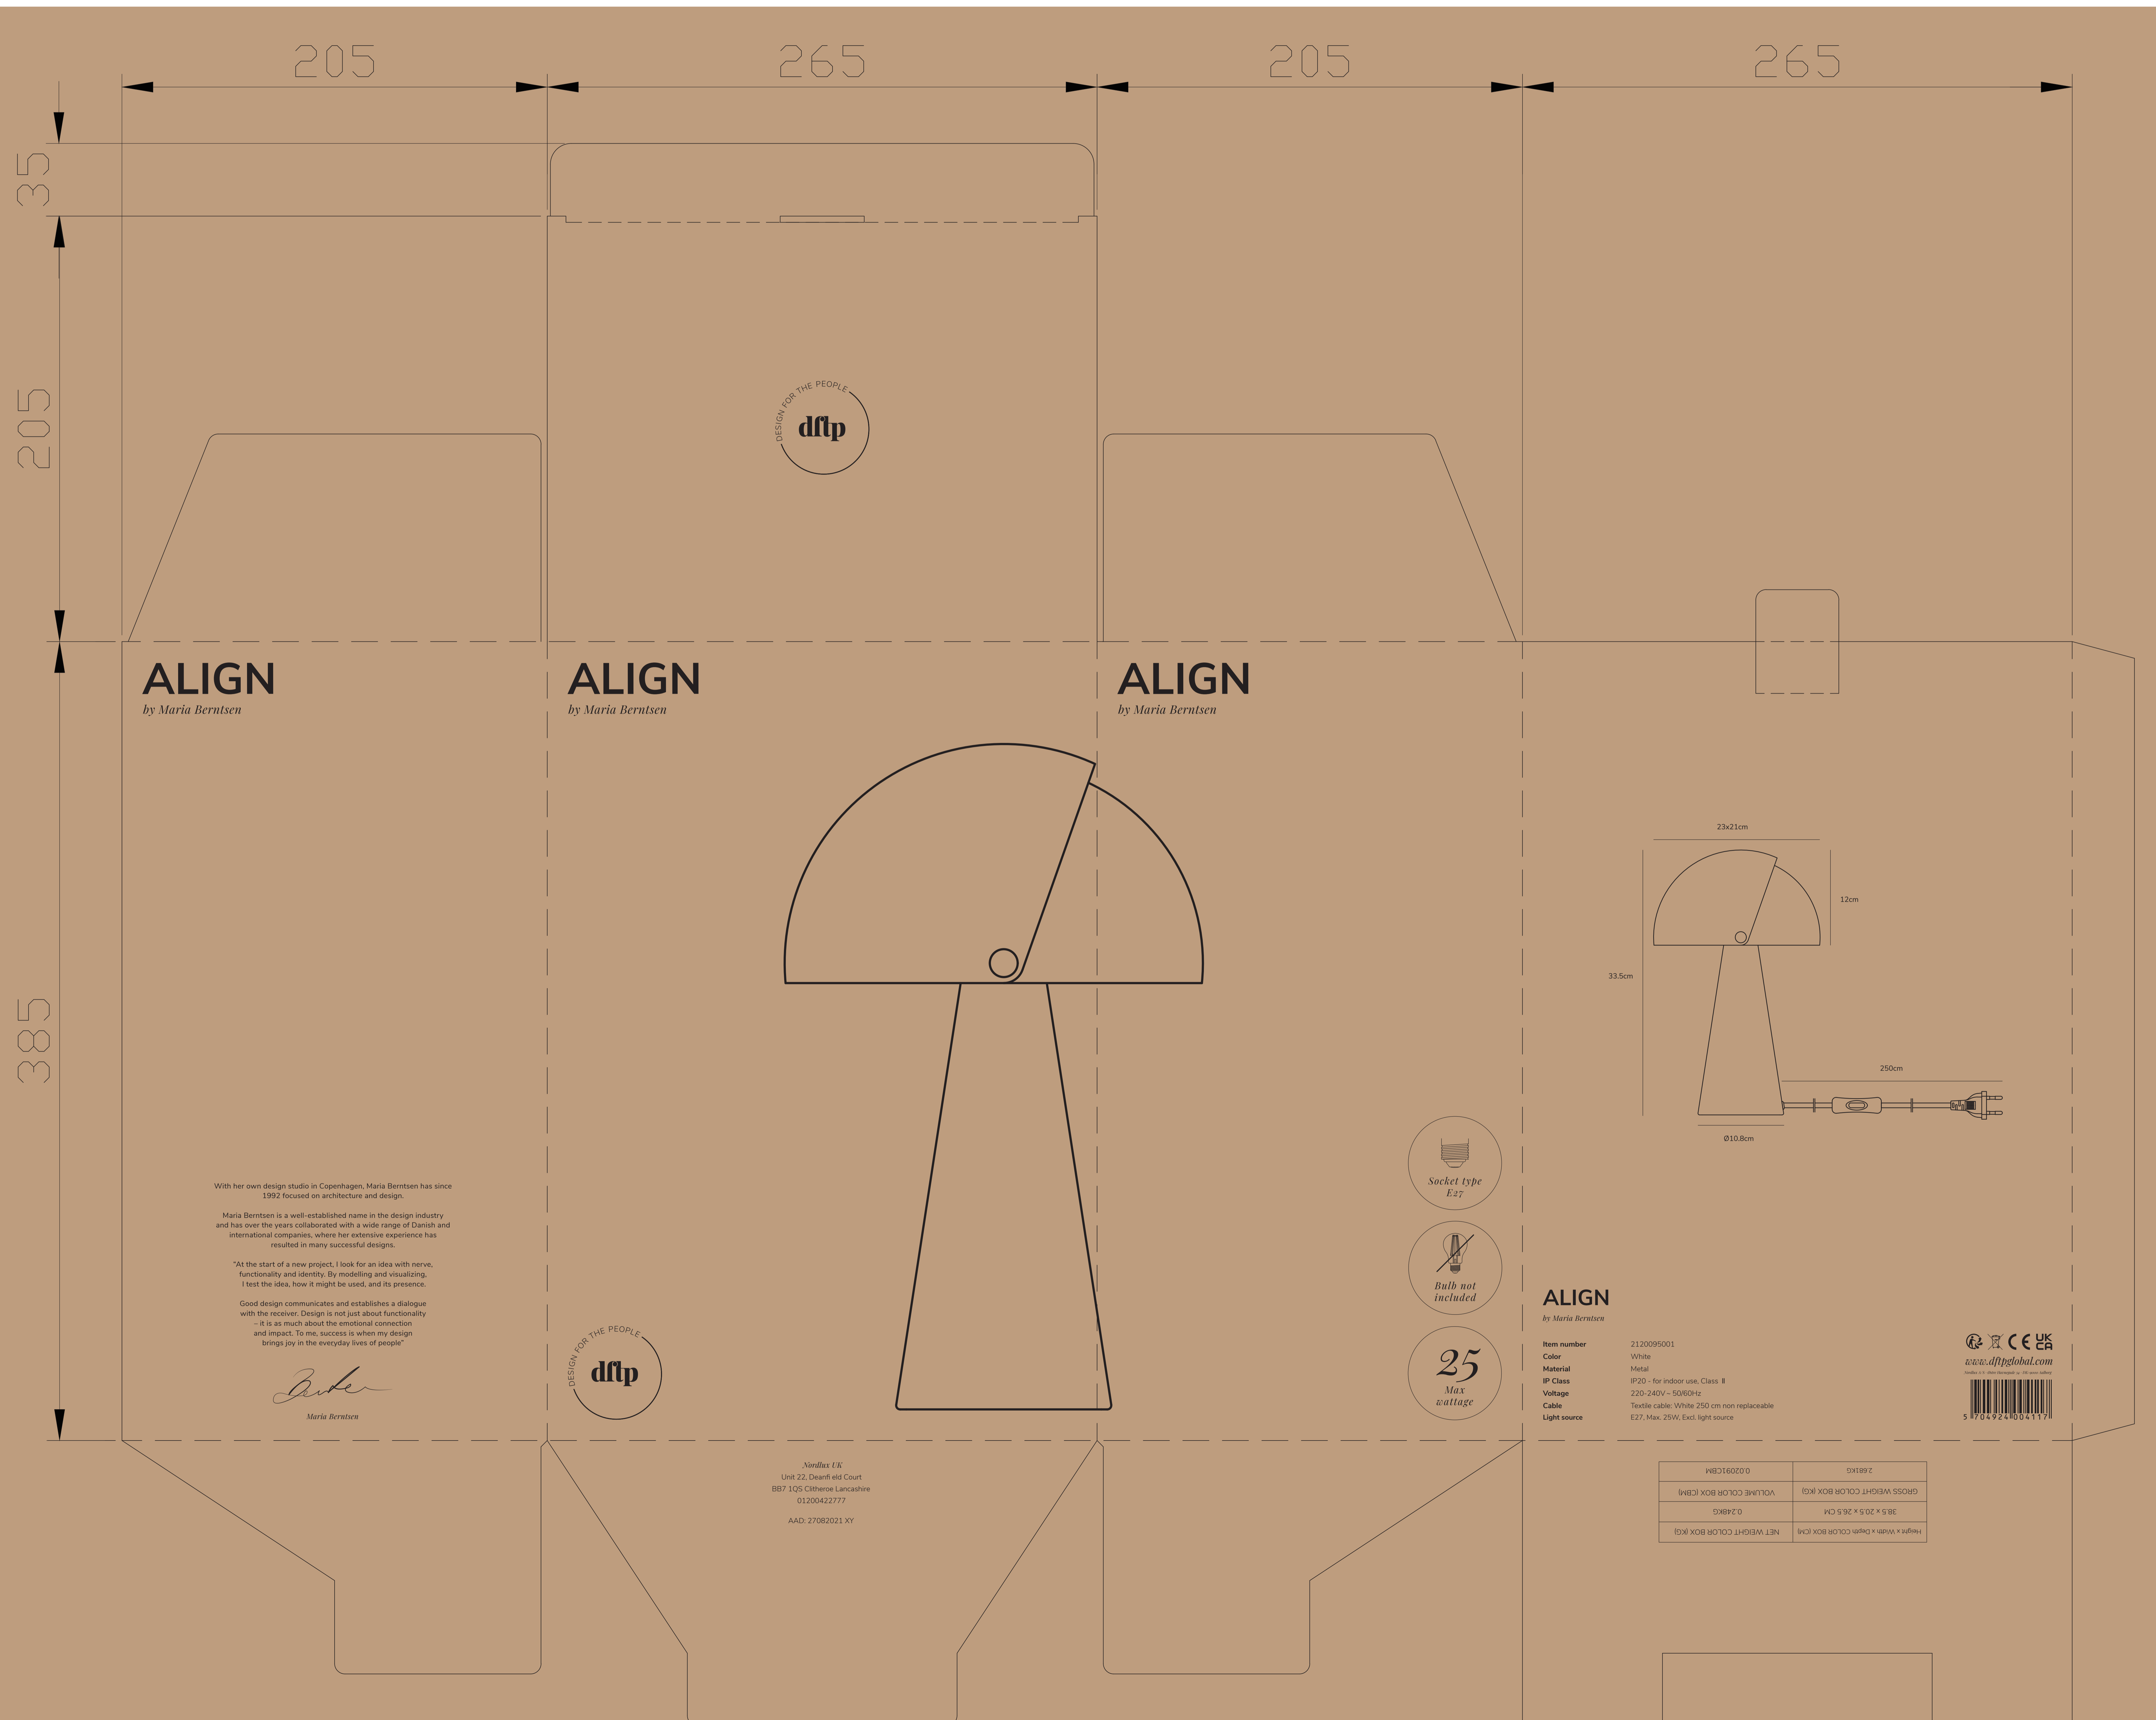 205
265
205
265
35
205
385
DESIGN FOR THE PEOPLE
dftp
ALIGN
by Maria Berntsen
ALIGN
by Maria Berntsen
ALIGN
by Maria Berntsen
With her own design studio in Copenhagen, Maria Berntsen has since
1992 focused on architecture and design.
Maria Berntsen is a well-established name in the design industry
and has over the years collaborated with a wide range of Danish and
international companies, where her extensive experience has
resulted in many successful designs.
"At the start of a new project, I look for an idea with nerve,
functionality and identity. By modelling and visualizing,
I test the idea, how it might be used, and its presence.
Good design communicates and establishes a dialogue
with the receiver. Design is not just about functionality
– it is as much about the emotional connection
and impact. To me, success is when my design
brings joy in the everyday lives of people"
Maria Berntsen
DESIGN FOR THE PEOPLE
dftp
Socket type
E27
Bulb not
included
25
Max
wattage
23x21cm
12cm
33.5cm
250cm
Ø10.8cm
ALIGN
by Maria Berntsen
Item number 2120095001
Color White
Material Metal
IP Class IP20 - for indoor use, Class II
Voltage 220-240V ~ 50/60Hz
Cable Textile cable: White 250 cm non replaceable
Light source E27, Max. 25W, Excl. light source
CE
UK
CA
www.dftpglobal.com
5 704924 004117
Nordlux UK
Unit 22, Deanfi eld Court
BB7 1QS Clitheroe Lancashire
01200422777
AAD: 27082021 XY
Height x Width x Depth COLOR BOX (CM) NET WEIGHT COLOR BOX (KG)
38.5 x 20.5 x 26.5 CM 0.248KG
GROSS WEIGHT COLOR BOX (KG) VOLUME COLOR BOX (CBM)
2.681KG 0.02091CBM